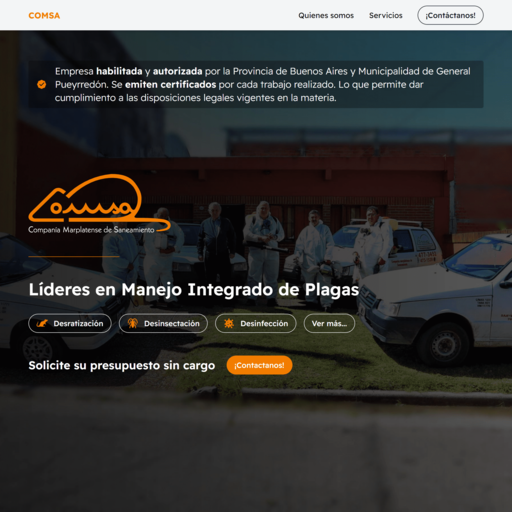 COMSA
Quienes somos
Servicios
¡Contáctanos!
Empresa habilitada y autorizada por la Provincia de Buenos Aires y Municipalidad de General
Pueyrredón. Se emiten certificados por cada trabajo realizado. Lo que permite dar
cumplimiento a las disposiciones legales vigentes en la materia.
Comsa
Compañía Marplatense de Saneamiento
Líderes en Manejo Integrado de Plagas
Desratización
Desinsectación
Desinfección
Ver más...
Solicite su presupuesto sin cargo
¡Contactanos!